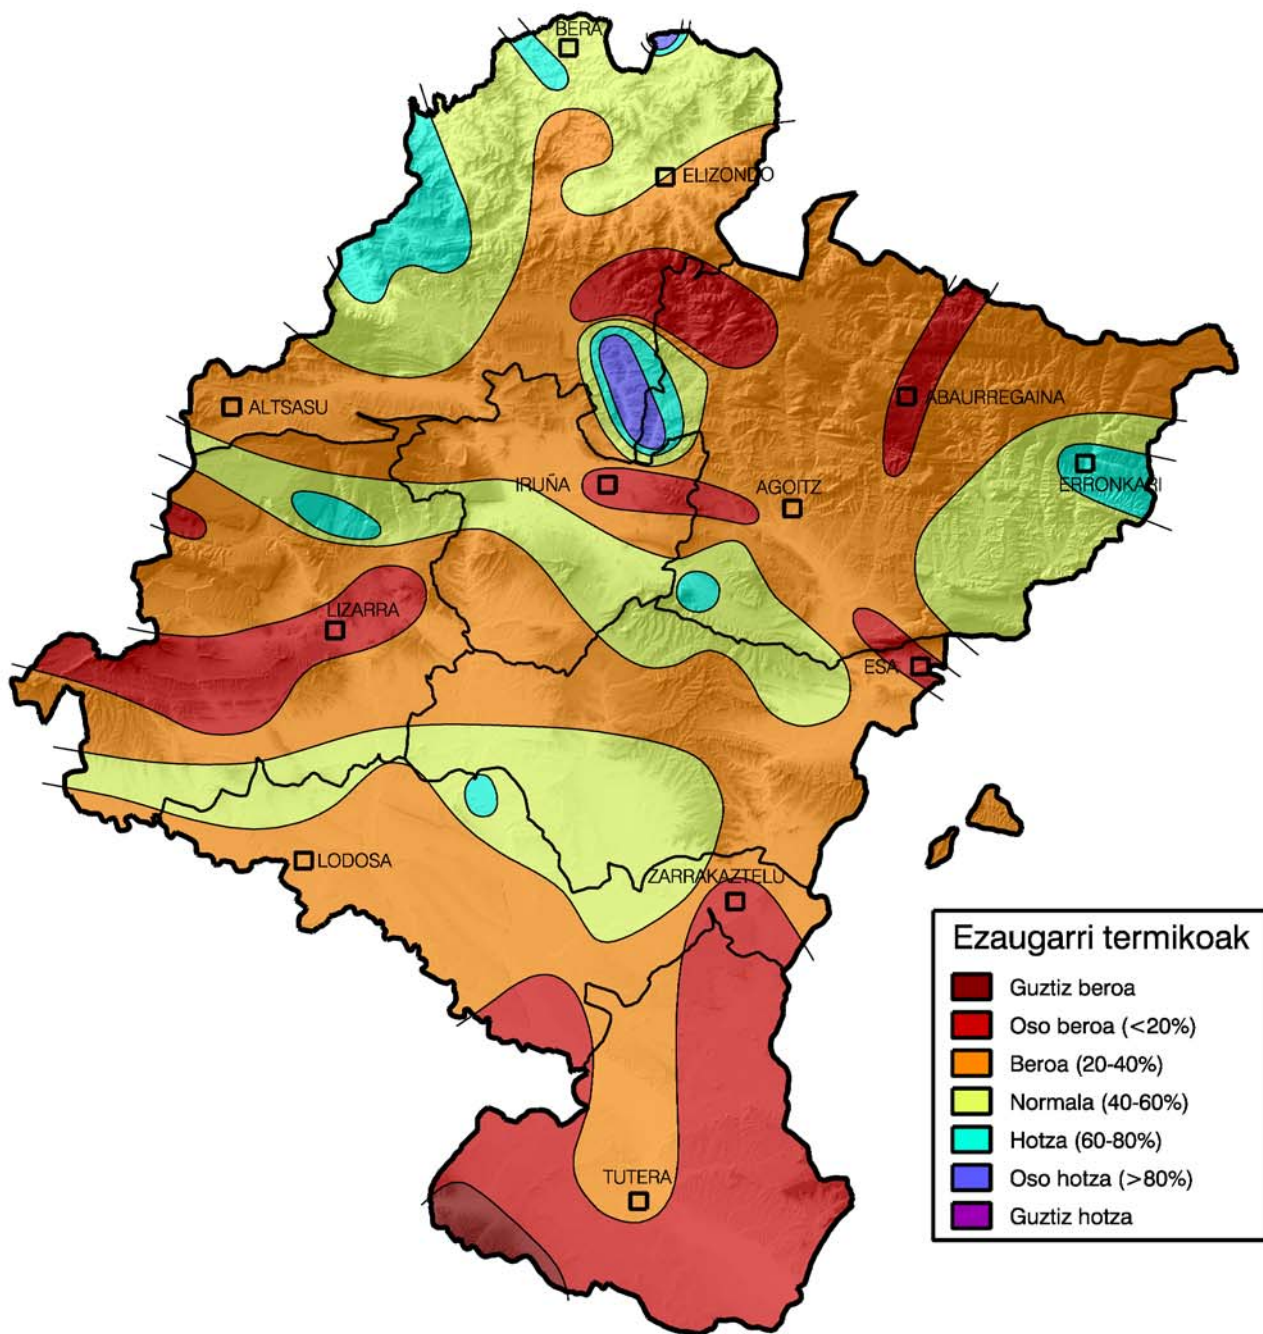 BERA
ELIZONDO
ALTSASU
ABAURREGAINA
IRUÑA
AGOITZ
ERRONKARI
LIZARRA
ESA
LODOSA
ZARRAKAZTELU
TUTERA
Ezaugarri termikoak
Guztiz beroa
Oso beroa (<20%)
Beroa (20-40%)
Normala (40-60%)
Hotza (60-80%)
Oso hotza (>80%)
Guztiz hotza